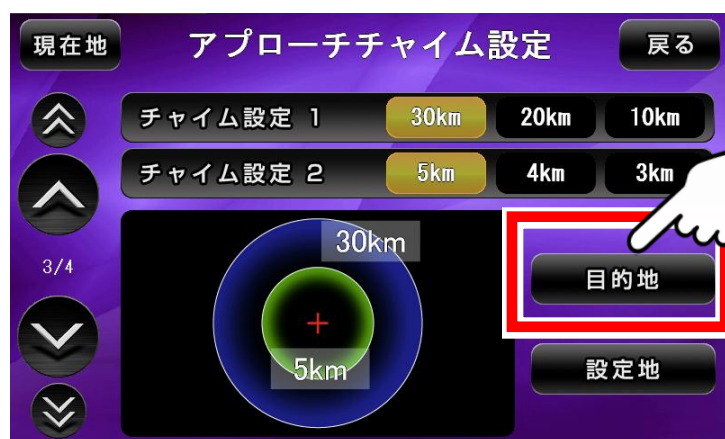 現在地 アプローチチャイム設定 戻る
チャイム設定 1 30km 20km 10km
チャイム設定 2 5km 4km 3km
30km
3/4
目的地
5km
設定地